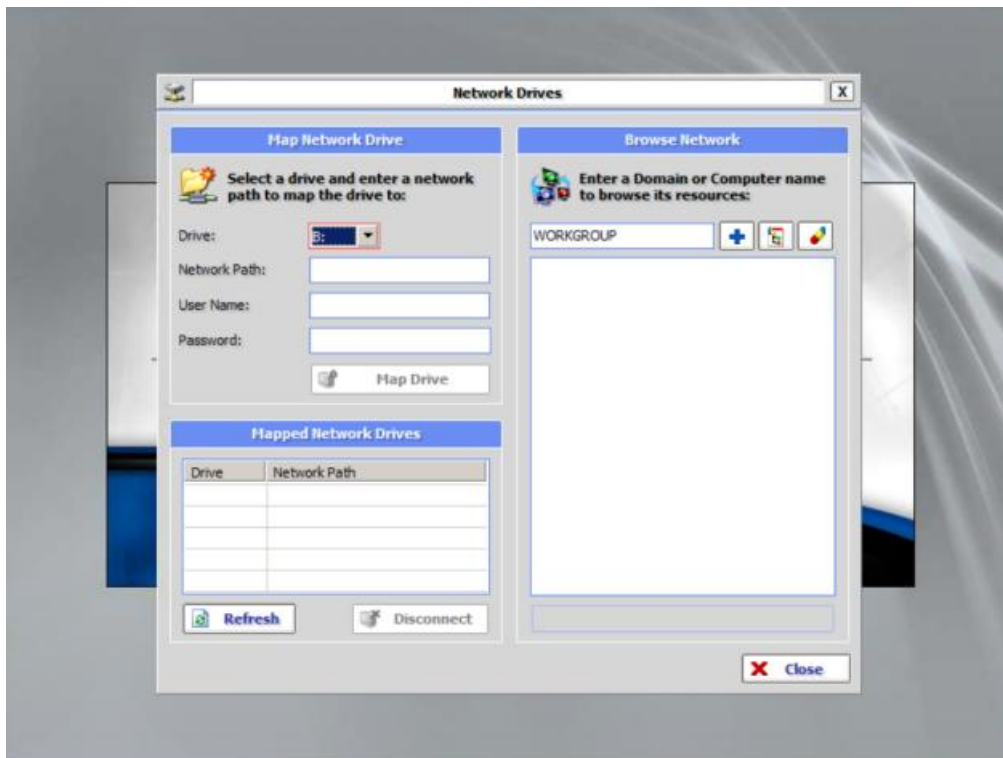 Network Drives
X
Map Network Drive
Select a drive and enter a network
path to map the drive to:
Drive:
B:
Network Path:
User Name:
Password:
Map Drive
Mapped Network Drives
Drive Network Path
Refresh
Disconnect
Browse Network
Enter a Domain or Computer name
to browse its resources:
WORKGROUP
Close